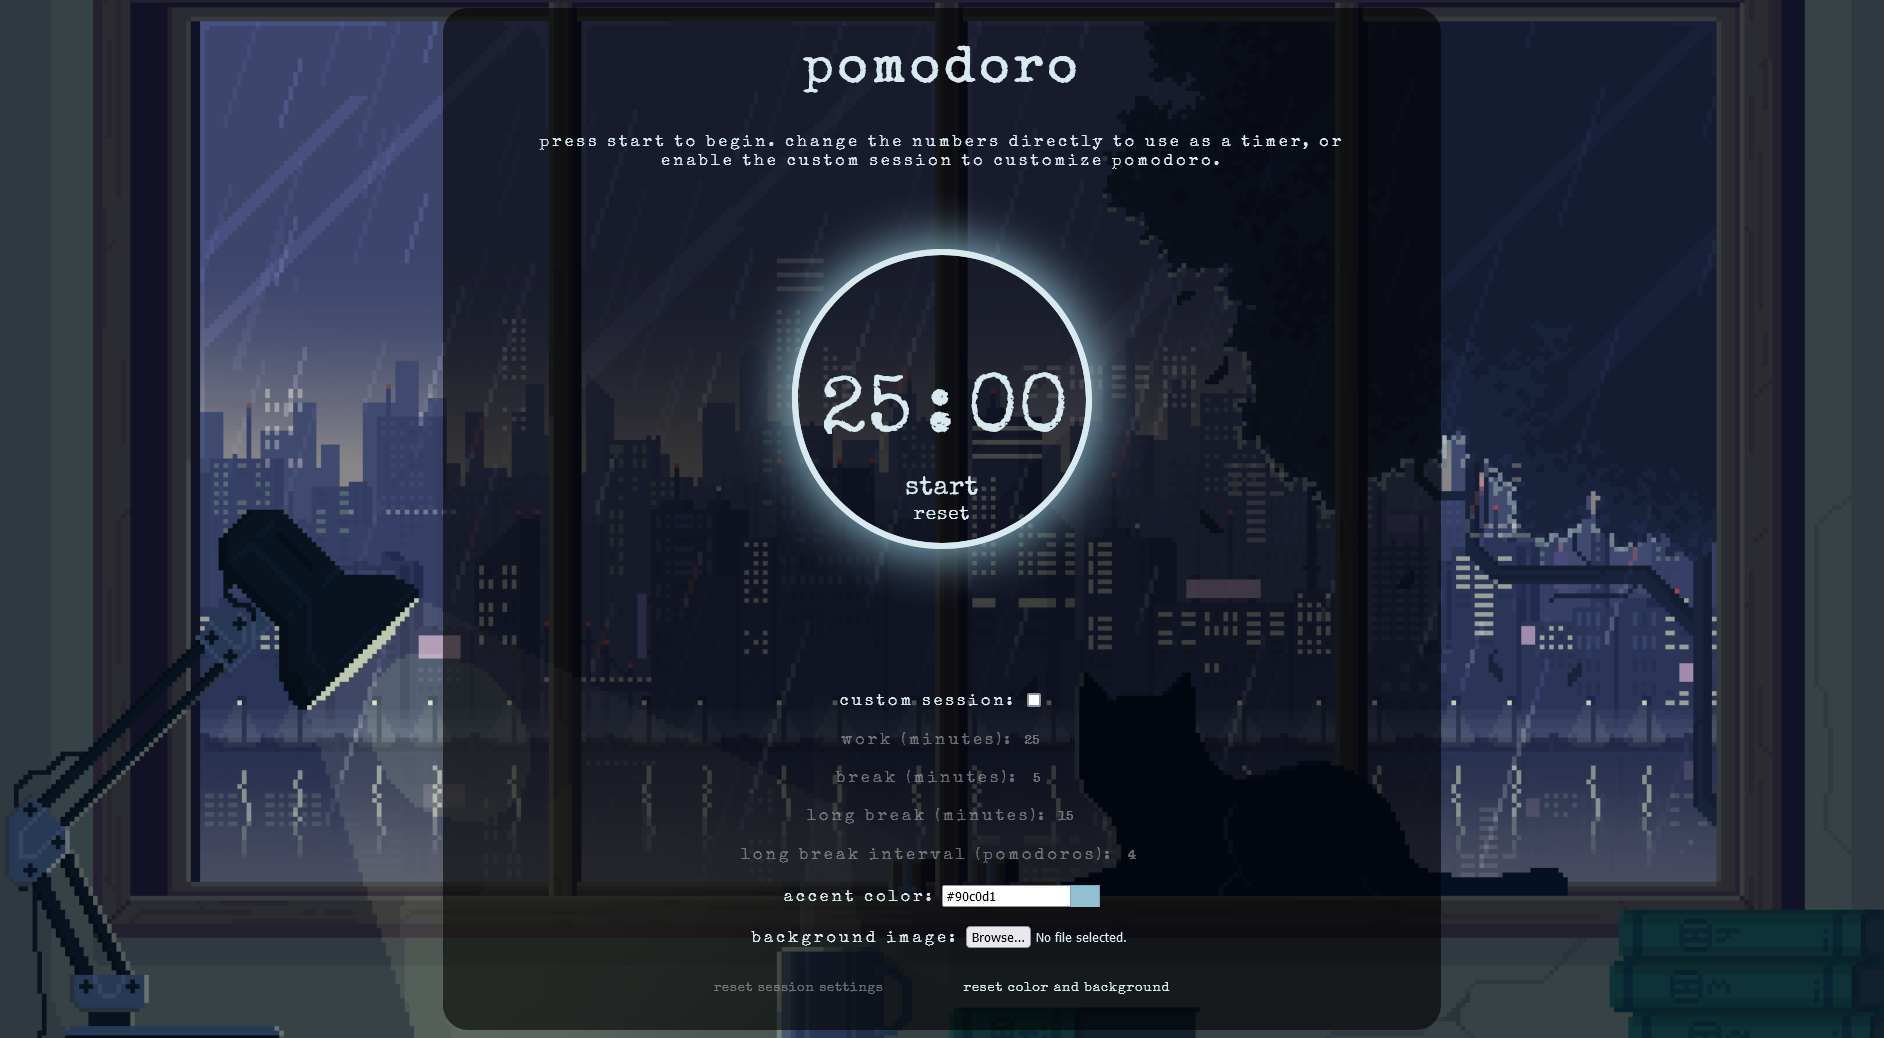 pomodoro
press start to begin. change the numbers directly to use as a timer, or
enable the custom session to customize pomodoro.
25:00
start
reset
custom session:
work (minutes): 25
break (minutes): 5
long break (minutes): 15
long break interval (pomodoros): 4
accent color: #90c0d1
background image: Browse... No file selected.
reset session settings reset color and background